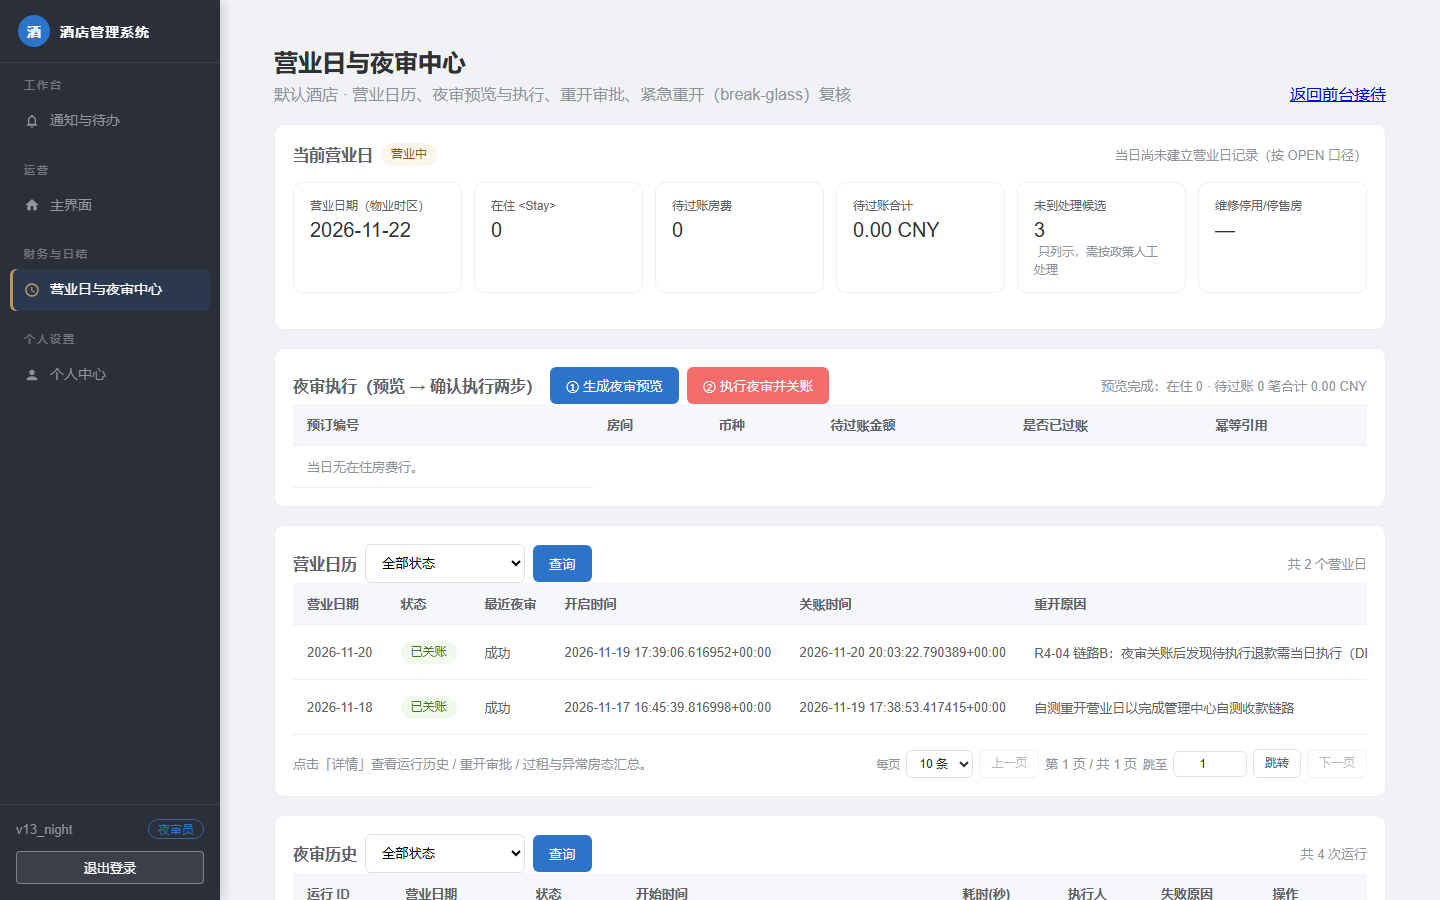 酒 酒店管理系统
工作台
通知与待办
运营
主界面
财务与日结
营业日与夜审中心
个人设置
个人中心
v13_night 夜审员
退出登录
营业日与夜审中心
默认酒店 · 营业日历、夜审预览与执行、重开审批、紧急重开（break-glass）复核
返回前台接待
当前营业日 营业中 当日尚未建立营业日记录（按 OPEN 口径）
营业日期（物业时区） 在住 <Stay> 待过账房费 待过账合计 未到处理候选 维修停用/停售房
2026-11-22 0 0 0.00 CNY 3 —
只列示，需按政策人工
处理
夜审执行（预览 → 确认执行两步） ① 生成夜审预览 ② 执行夜审并关账 预览完成：在住 0 · 待过账 0 笔合计 0.00 CNY
预订编号 房间 币种 待过账金额 是否已过账 幂等引用
当日无在住房费行。
营业日历 全部状态 查询 共 2 个营业日
营业日期 状态 最近夜审 开启时间 关账时间 重开原因
2026-11-20 已关账 成功 2026-11-19 17:39:06.616952+00:00 2026-11-20 20:03:22.790389+00:00 R4-04 链路B：夜审关账后发现待执行退款需当日执行（DI
2026-11-18 已关账 成功 2026-11-17 16:45:39.816998+00:00 2026-11-19 17:38:53.417415+00:00 自测重开营业日以完成管理中心自测收款链路
点击「详情」查看运行历史 / 重开审批 / 过租与异常房态汇总。 每页 10 条 上一页 第 1 页 / 共 1 页 跳至 1 跳转 下一页
夜审历史 全部状态 查询 共 4 次运行
运行 ID 营业日期 状态 开始时间 耗时(秒) 执行人 失败原因 操作